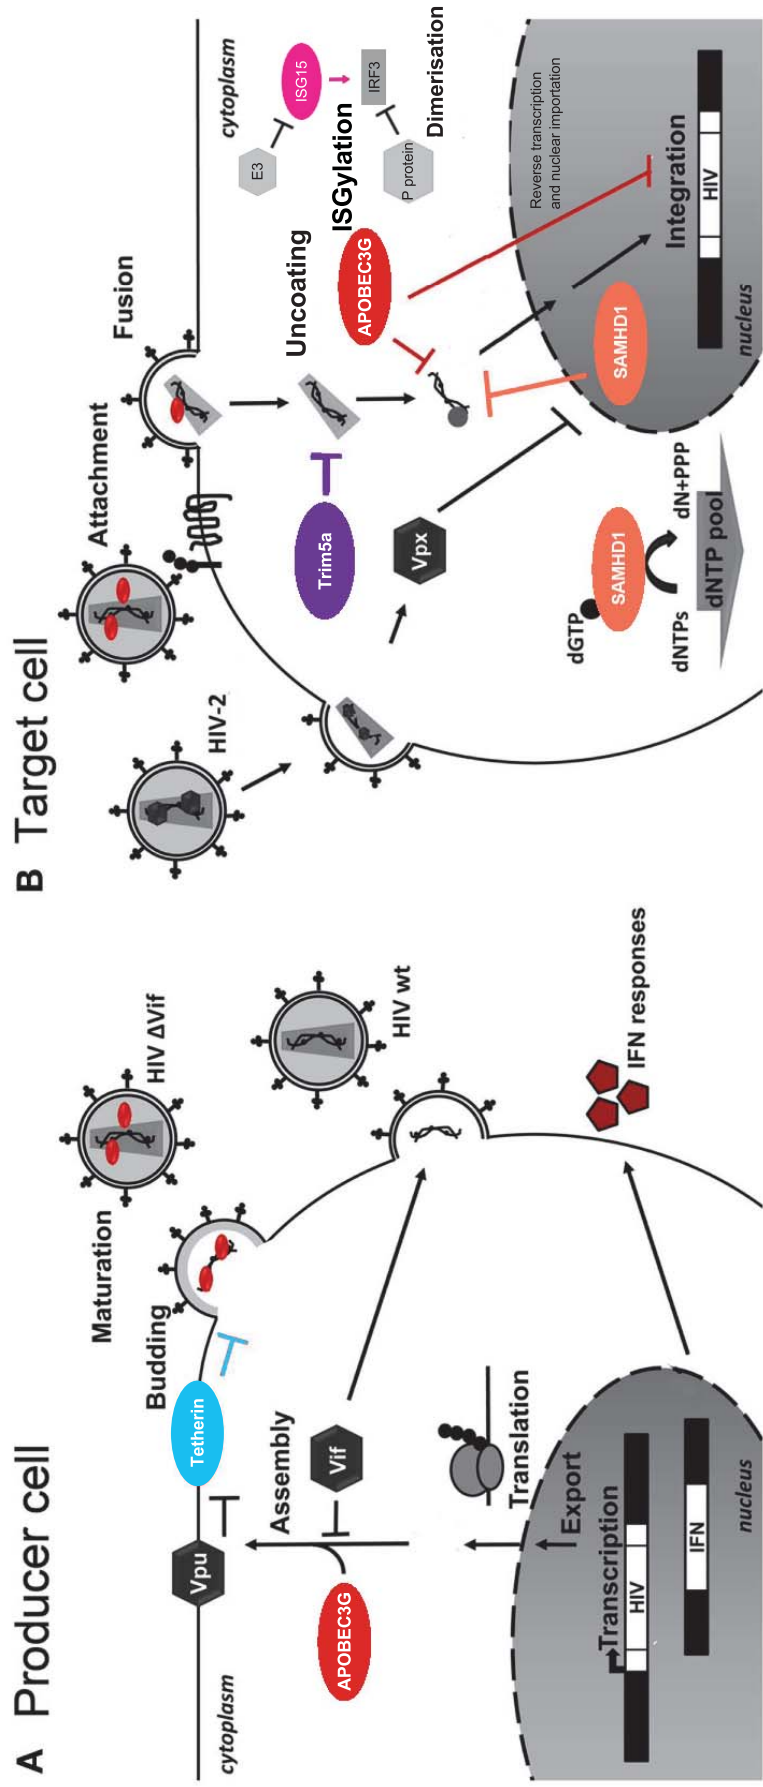 A Producer cell
cytoplasm
Vpu
Tetherin
Budding
Maturation
HIV ΔVif
APOBEC3G
Assembly
Vif
HIV wt
Translation
Export
Transcription
HIV
IFN
nucleus
IFN responses
B Target cell
HIV-2
Attachment
Fusion
cytoplasm
Trim5a
Uncoating
APOBEC3G
ISGylation
E3
ISG15
IRF3
P protein
Dimerisation
Vpx
Reverse transcription
and nuclear importation
dGTP
SAMHD1
dNTPs
dN+PPP
dNTP pool
SAMHD1
Integration
HIV
nucleus